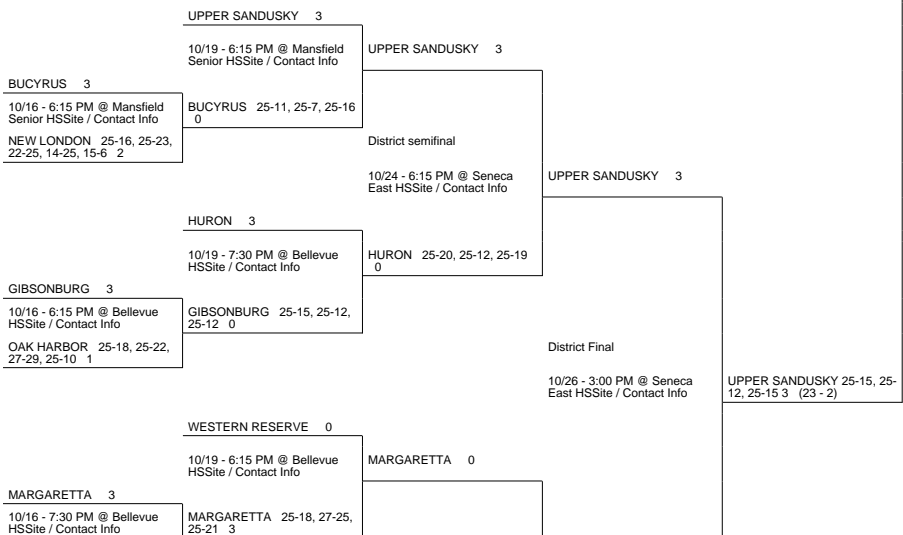 UPPER SANDUSKY 3
10/19 - 6:15 PM @ Mansfield
Senior HSSite / Contact Info
UPPER SANDUSKY 3
BUCYRUS 3
10/16 - 6:15 PM @ Mansfield
Senior HSSite / Contact Info
BUCYRUS 25-11, 25-7, 25-16
0
NEW LONDON 25-16, 25-23,
22-25, 14-25, 15-6 2
District semifinal
10/24 - 6:15 PM @ Seneca
East HSSite / Contact Info
UPPER SANDUSKY 3
HURON 3
10/19 - 7:30 PM @ Bellevue
HSSite / Contact Info
HURON 25-20, 25-12, 25-19
0
GIBSONBURG 3
10/16 - 6:15 PM @ Bellevue
HSSite / Contact Info
GIBSONBURG 25-15, 25-12,
25-12 0
OAK HARBOR 25-18, 25-22,
27-29, 25-10 1
District Final
10/26 - 3:00 PM @ Seneca
East HSSite / Contact Info
UPPER SANDUSKY 25-15, 25-
12, 25-15 3 (23 - 2)
WESTERN RESERVE 0
10/19 - 6:15 PM @ Bellevue
HSSite / Contact Info
MARGARETTA 0
MARGARETTA 3
10/16 - 7:30 PM @ Bellevue
HSSite / Contact Info
MARGARETTA 25-18, 27-25,
25-21 3